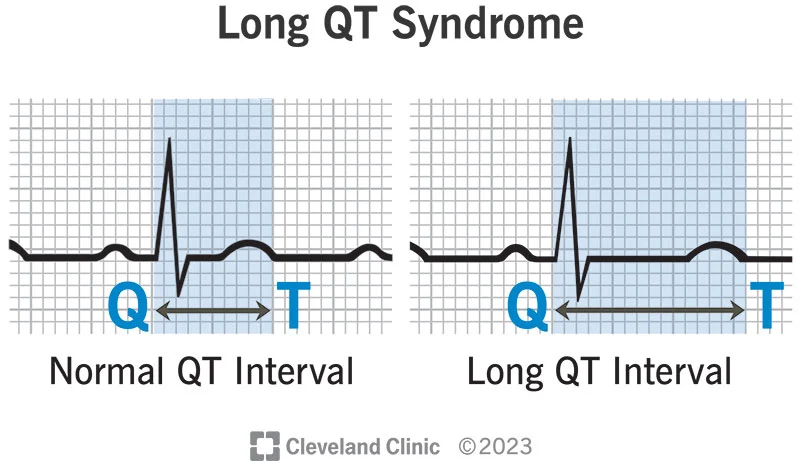 Long QT Syndrome
Q T
Q T
Normal QT Interval
Long QT Interval
Cleveland Clinic ©2023